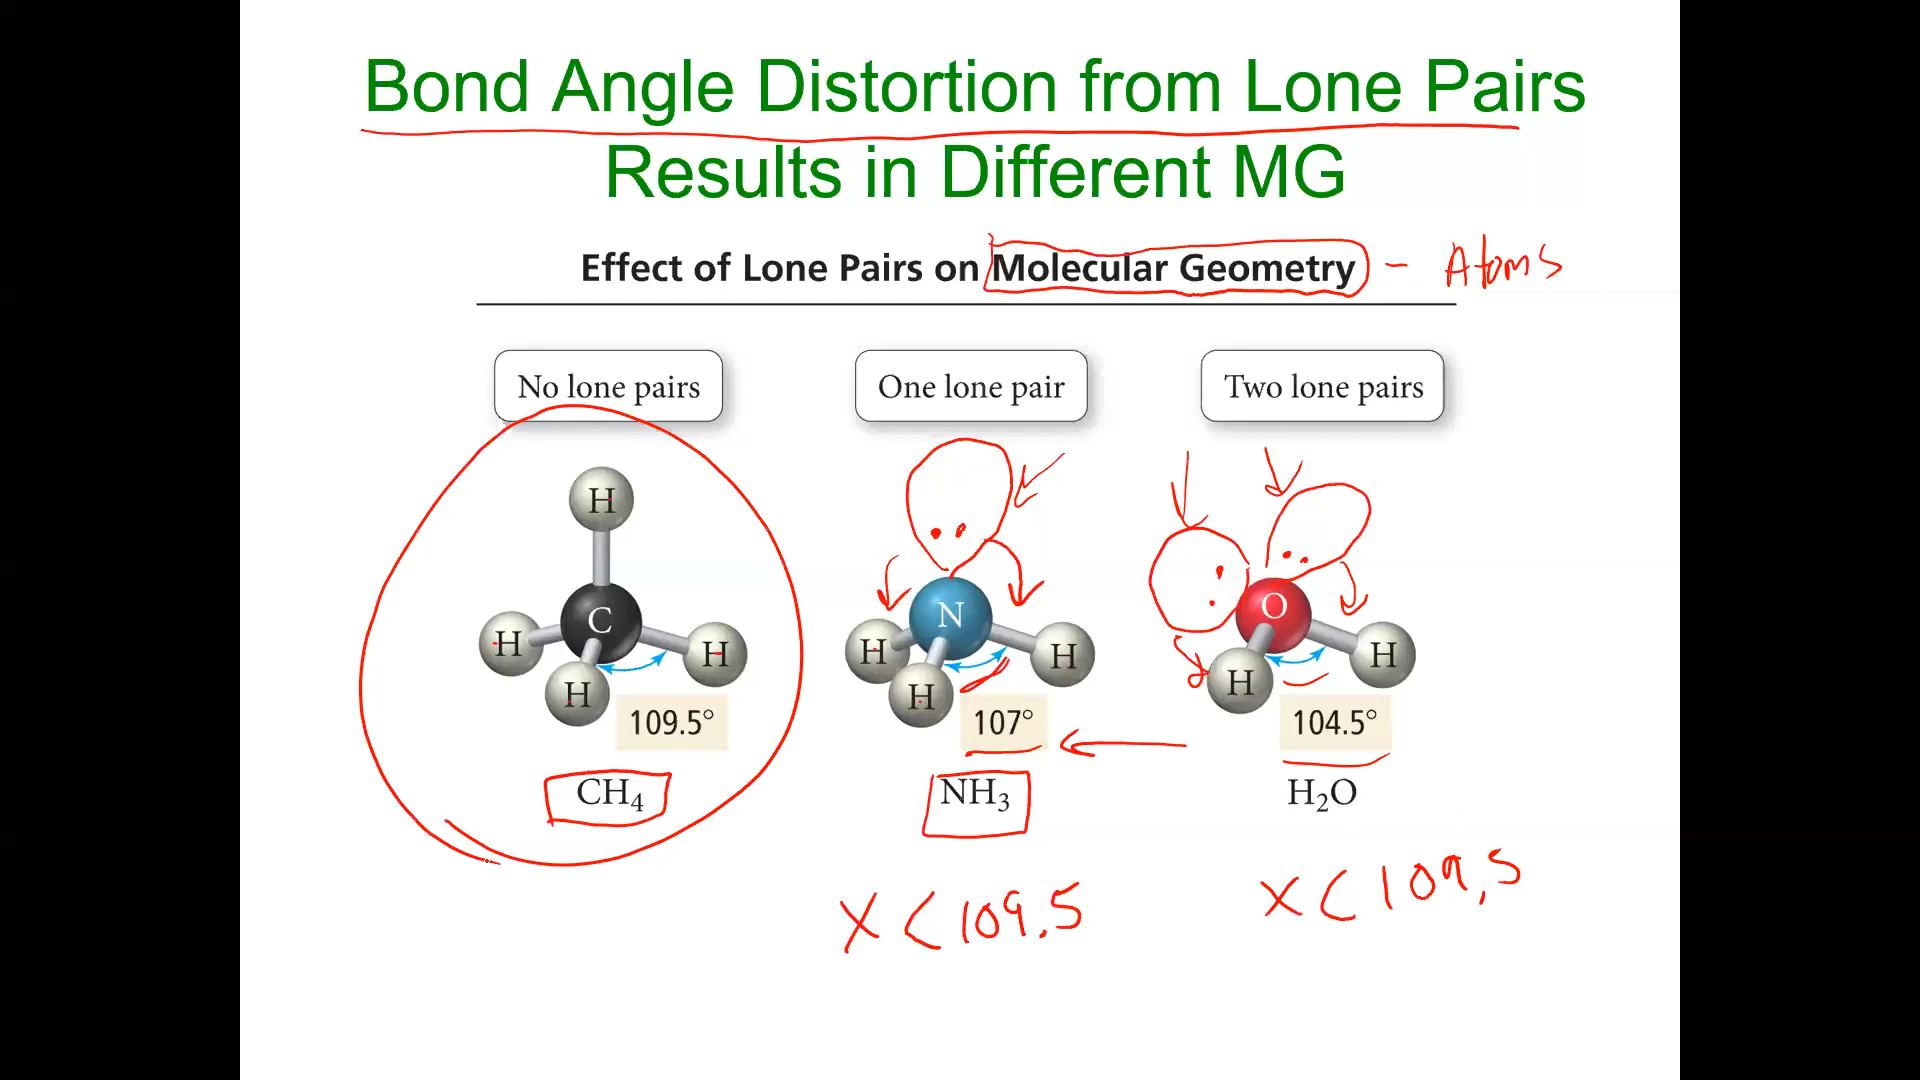 Bond Angle Distortion from Lone Pairs
Results in Different MG
Effect of Lone Pairs on Molecular Geometry - Atoms
No lone pairs One lone pair Two lone pairs
H
C N O
H H H H H H
H H
109.5° 107° 104.5°
CH₄ NH₃ H₂O
X < 109.5 X < 109.5